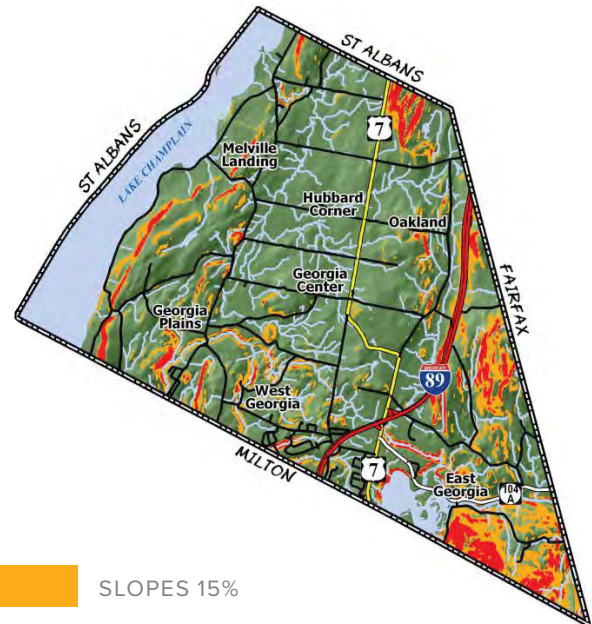 ST ALBANS
7
ST ALBANS
LAKE CHAMPLAIN
Melville
Landing
Hubbard
Corner
Oakland
Georgia
Center
FAIRFAX
Georgia
Plains
89
West
Georgia
MILTON
7
East
Georgia
104
A
SLOPES 15%